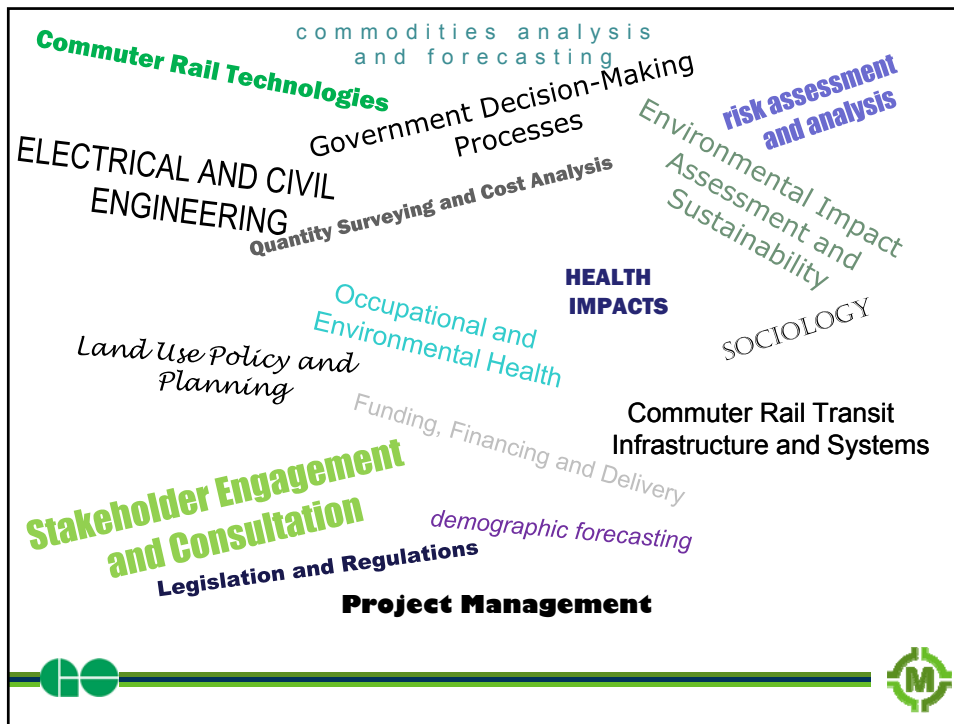 commodities analysis
and forecasting
Commuter Rail Technologies
Government Decision-Making
Processes
risk assessment
and analysis
Environmental Impact
Assessment and
Sustainability
ELECTRICAL AND CIVIL
ENGINEERING
Quantity Surveying and Cost Analysis
HEALTH
IMPACTS
Occupational and
Environmental Health
SOCIOLOGY
Land Use Policy and
Planning
Funding, Financing and Delivery
Commuter Rail Transit
Infrastructure and Systems
Stakeholder Engagement
and Consultation
demographic forecasting
Legislation and Regulations
Project Management
GO
M